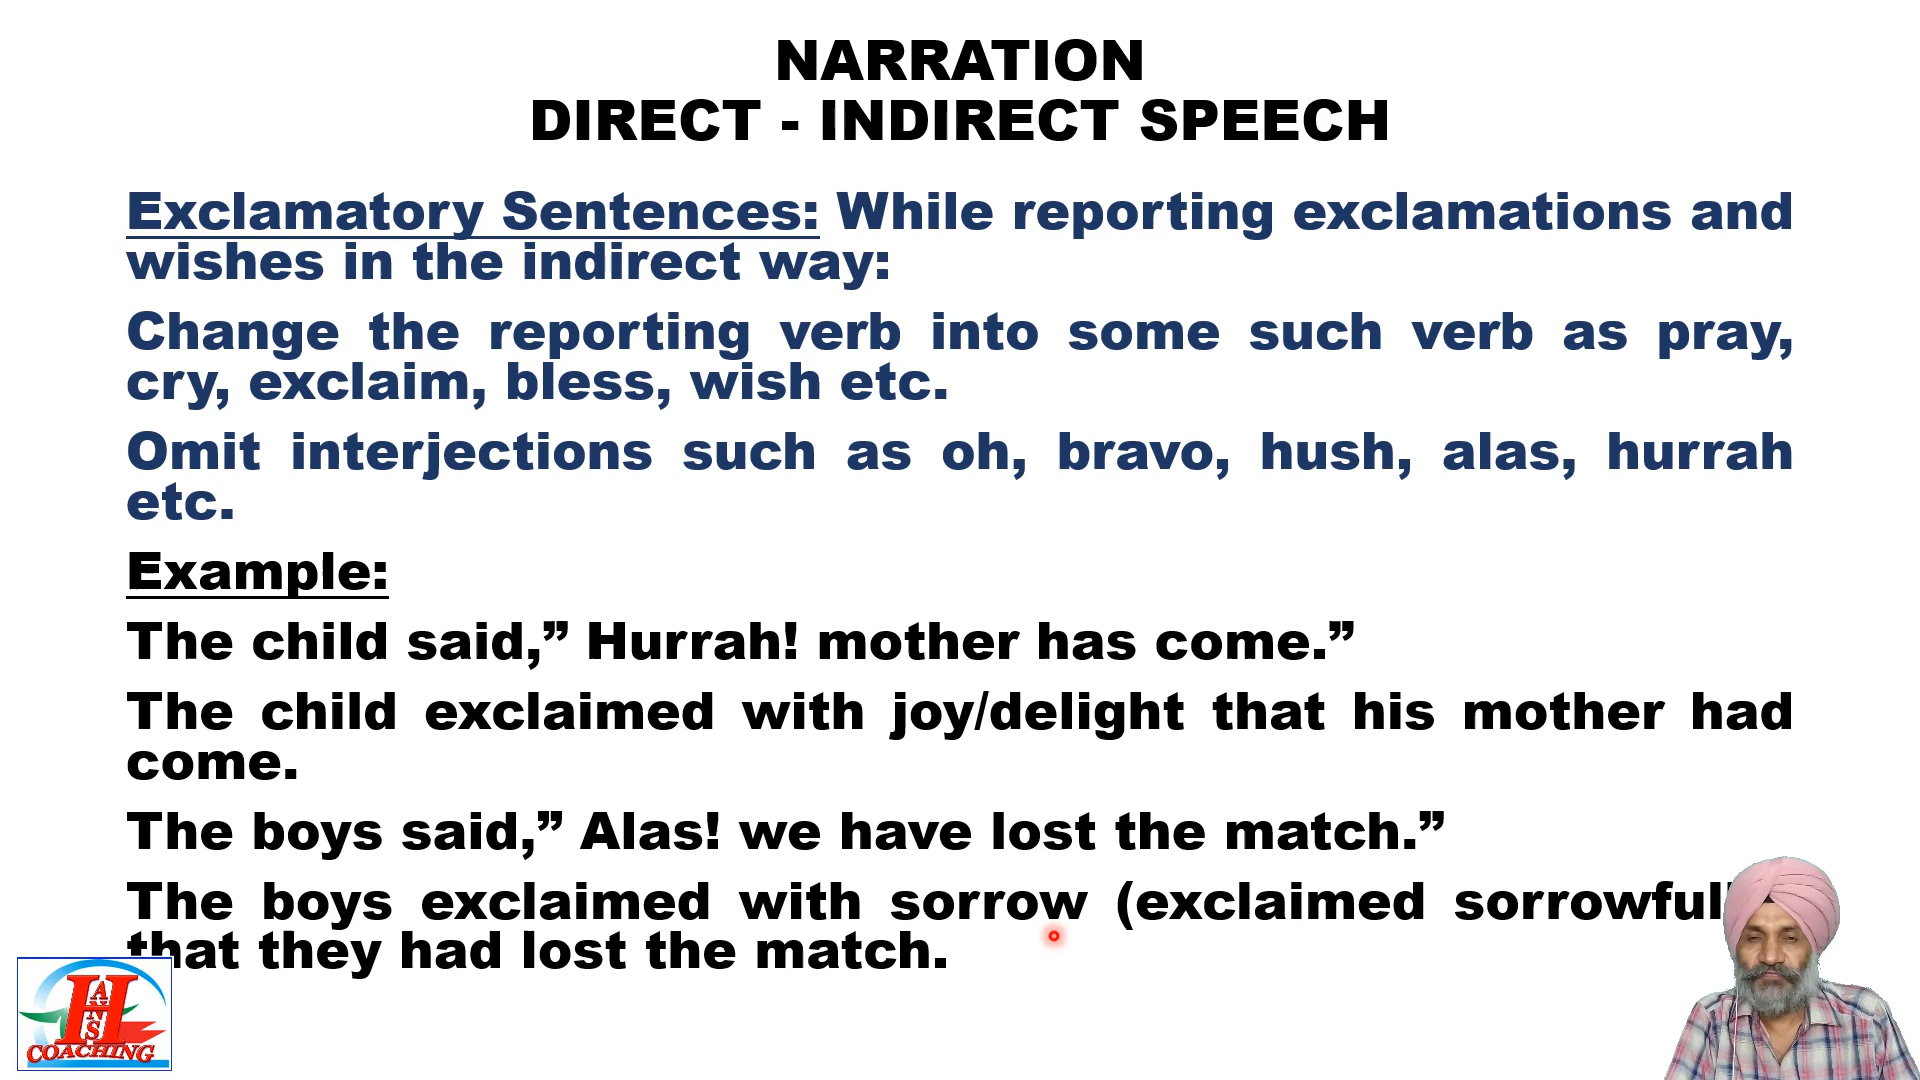 NARRATION
DIRECT - INDIRECT SPEECH
Exclamatory Sentences: While reporting exclamations and
wishes in the indirect way:
Change the reporting verb into some such verb as pray,
cry, exclaim, bless, wish etc.
Omit interjections such as oh, bravo, hush, alas, hurrah
etc.
Example:
The child said,” Hurrah! mother has come.”
The child exclaimed with joy/delight that his mother had
come.
The boys said,” Alas! we have lost the match.”
The boys exclaimed with sorrow (exclaimed
that they had lost the match.
HANS
COACHING